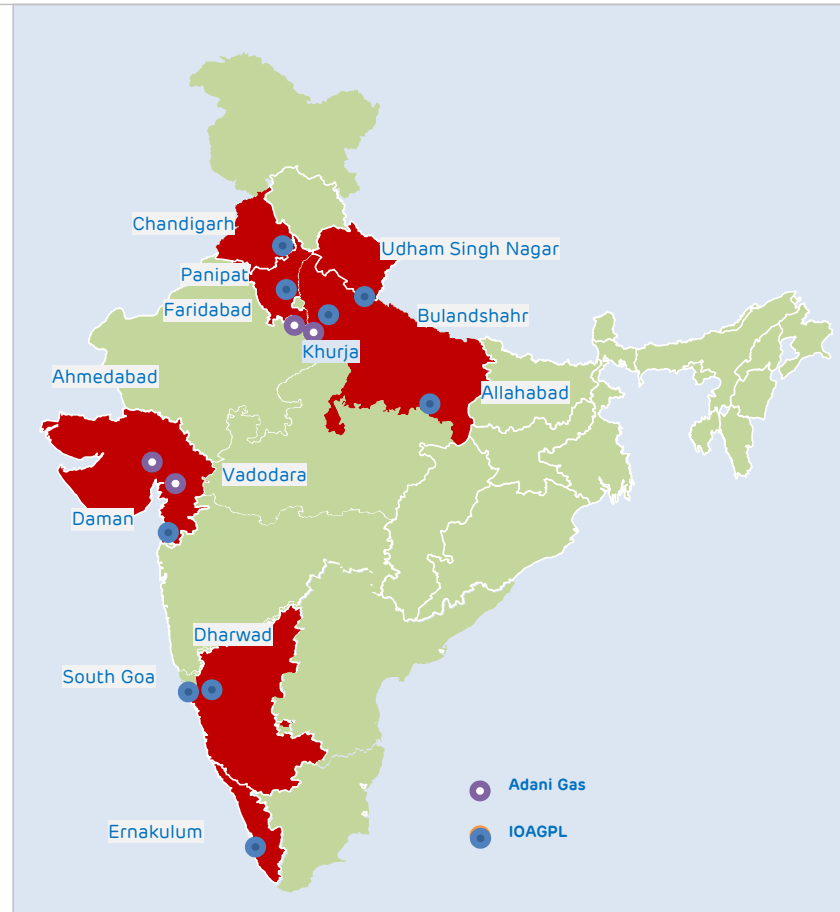 Chandigarh
Udham Singh Nagar
Panipat
Faridabad
Bulandshahr
Khurja
Ahmedabad
Allahabad
Vadodara
Daman
Dharwad
South Goa
Adani Gas
IOAGPL
Ernakulum